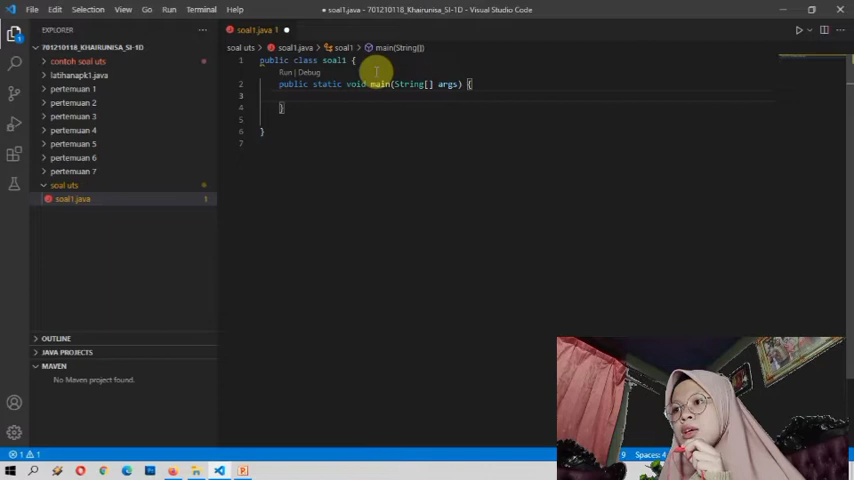 File Edit Selection View Go Run Terminal Help
● soal1.java - 701210118_KHAIRUNISA_SI-1D - Visual Studio Code
EXPLORER
701210118_KHAIRUNISA_SI-1D
contoh soal uts
latihanapk1.java
pertemuan 1
pertemuan 2
pertemuan 3
pertemuan 4
pertemuan 5
pertemuan 6
pertemuan 7
soal uts
soal1.java 1
OUTLINE
JAVA PROJECTS
MAVEN
No Maven project found.
soal1.java 1 ●
soal uts > soal1.java > soal1 > main(String[])
1 public class soal1 {
Run | Debug
2 public static void main(String[] args) {
3
4 }
5
6 }
7
1 1
9 Spaces: 4